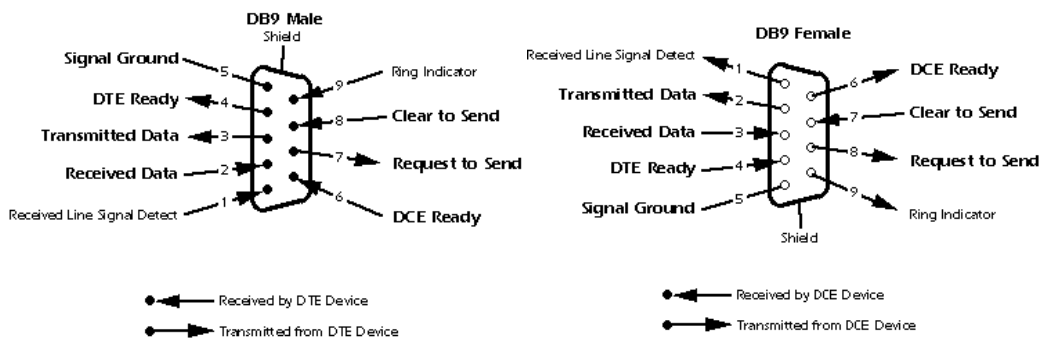 DB9 Male
Shield
Signal Ground
5
9
Ring Indicator
DTE Ready
4
8
Clear to Send
Transmitted Data
3
7
Request to Send
Received Data
2
6
DCE Ready
Received Line Signal Detect
1
Received by DTE Device
Transmitted from DTE Device
DB9 Female
Received Line Signal Detect
1
6
DCE Ready
Transmitted Data
2
7
Clear to Send
Received Data
3
8
Request to Send
DTE Ready
4
9
Ring Indicator
Signal Ground
5
Shield
Received by DCE Device
Transmitted from DCE Device